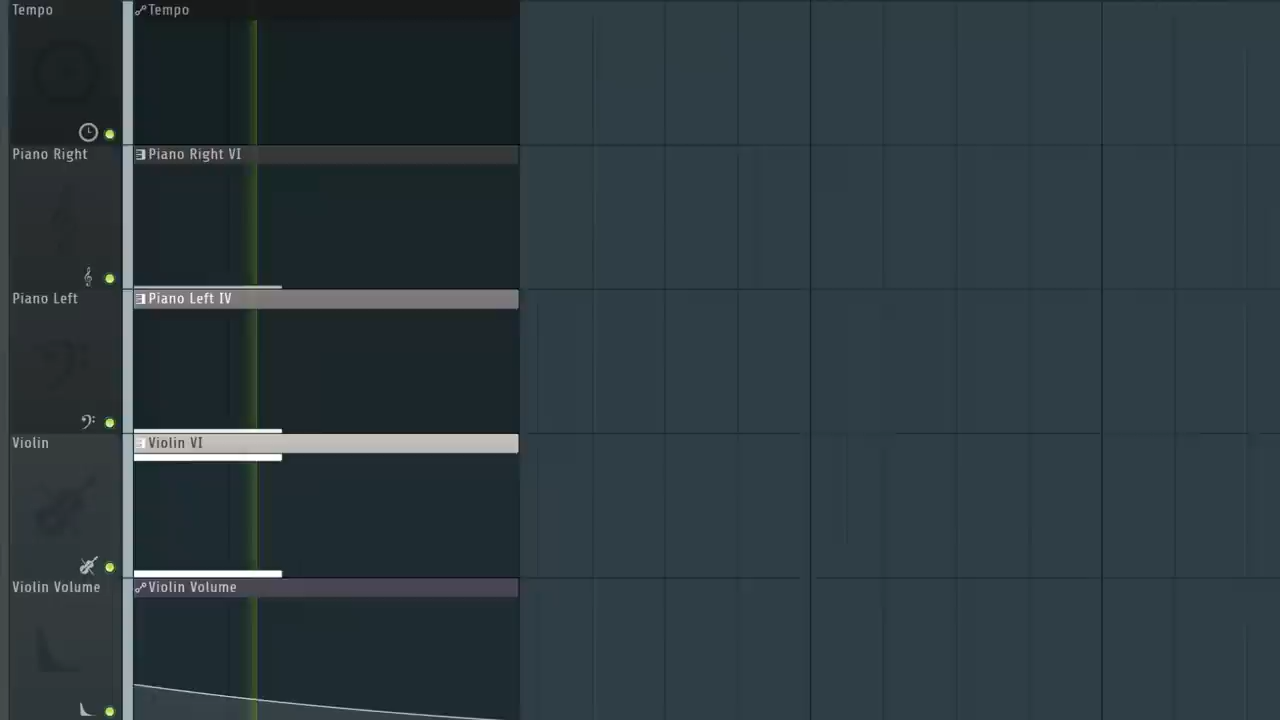 Tempo
Tempo
Piano Right
Piano Right VI
Piano Left
Piano Left IV
Violin
Violin VI
Violin Volume
Violin Volume